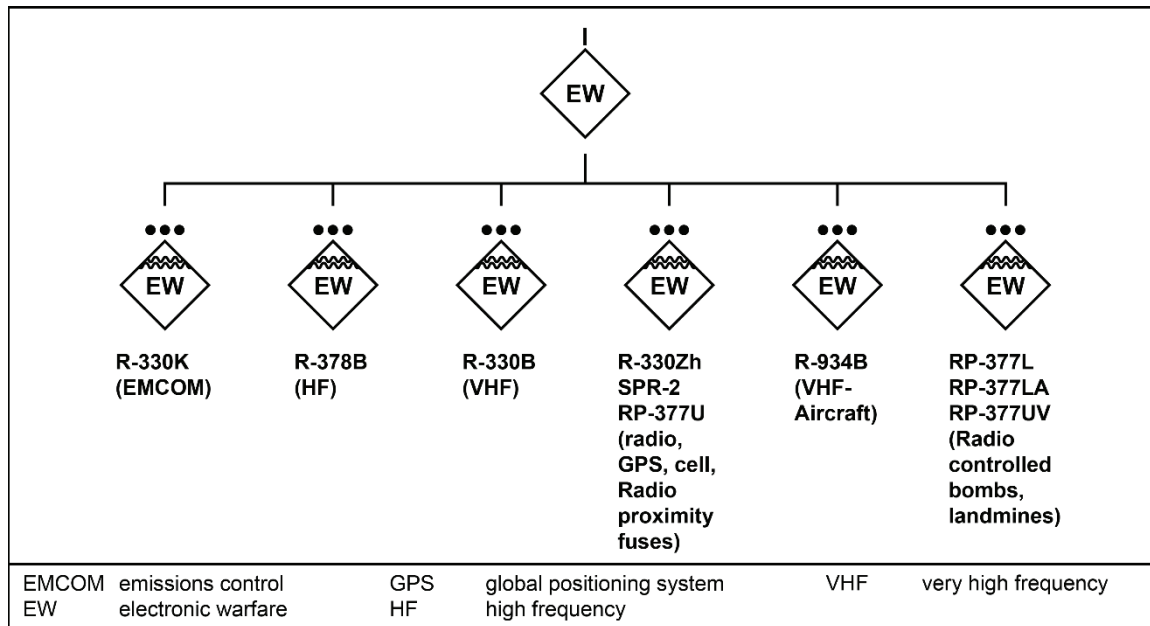 EW
EW
EW
EW
EW
EW
EW
R-330K
(EMCOM)
R-378B
(HF)
R-330B
(VHF)
R-330Zh
SPR-2
RP-377U
(radio,
GPS, cell,
Radio
proximity
fuses)
R-934B
(VHF-
Aircraft)
RP-377L
RP-377LA
RP-377UV
(Radio
controlled
bombs,
landmines)
EMCOM emissions control GPS global positioning system VHF very high frequency
EW electronic warfare HF high frequency